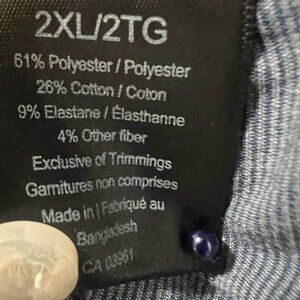 2XL/2TG
61% Polyester / Polyester
26% Cotton / Coton
9% Elastane / Élasthanne
4% Other fiber
Exclusive of Trimmings
Garnitures non comprises
Made in | Fabriqué au
Bangladesh
CA 03961